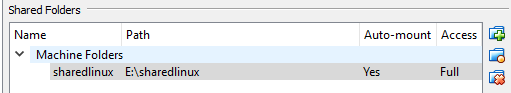 Shared Folders
Name Path Auto-mount Access
Machine Folders
sharedlinux E:\sharedlinux Yes Full